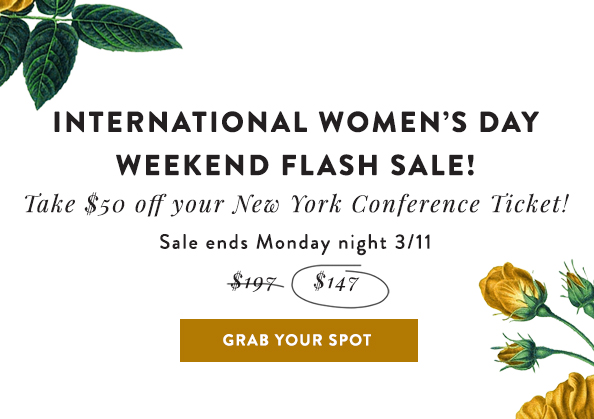 INTERNATIONAL WOMEN’S DAY
WEEKEND FLASH SALE!
Take $50 off your New York Conference Ticket!
Sale ends Monday night 3/11
$197 $147
GRAB YOUR SPOT